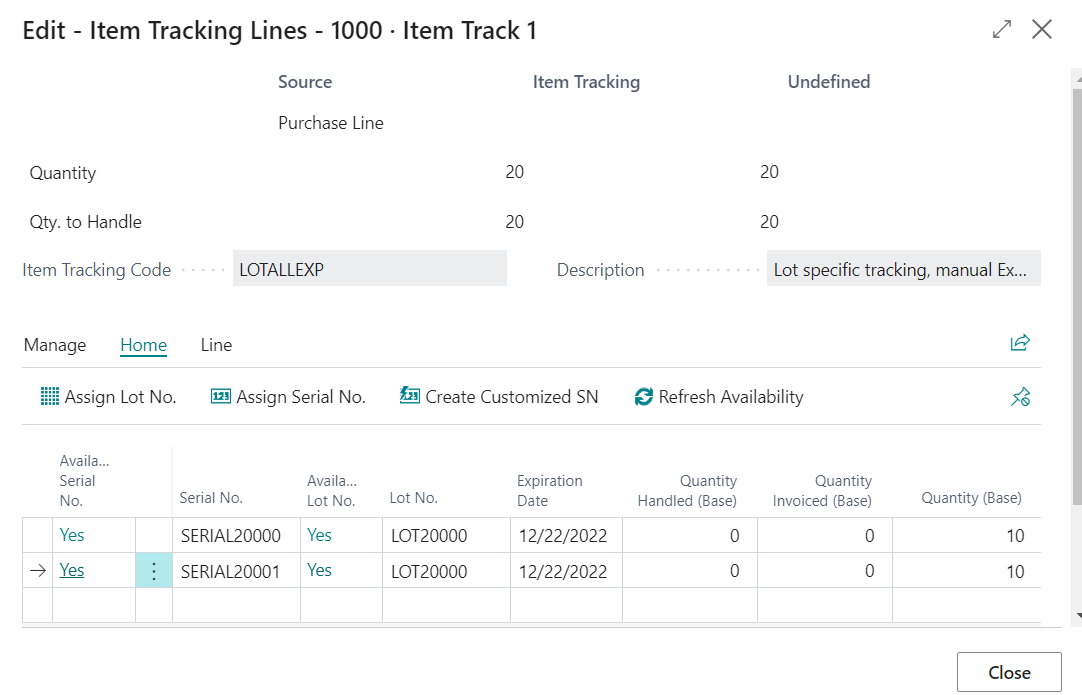 Edit - Item Tracking Lines - 1000 · Item Track 1
Source Item Tracking Undefined
Purchase Line
Quantity 20 20
Qty. to Handle 20 20
Item Tracking Code LOTALLEXP Description Lot specific tracking, manual Ex...
Manage Home Line
Assign Lot No. Assign Serial No. Create Customized SN Refresh Availability
Availa... Serial No. Serial No. Availa... Lot No. Lot No. Expiration Date Quantity Handled (Base) Quantity Invoiced (Base) Quantity (Base)
Yes SERIAL20000 Yes LOT20000 12/22/2022 0 0 10
Yes SERIAL20001 Yes LOT20000 12/22/2022 0 0 10
Close